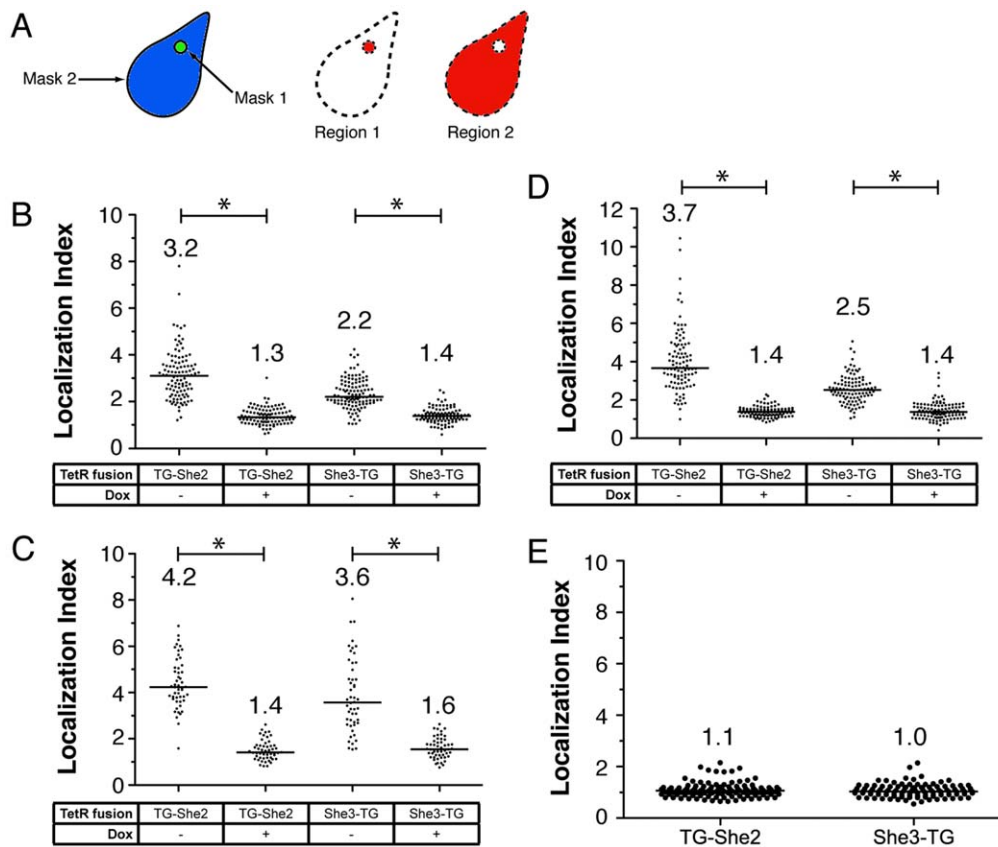 A
Mask 2
Mask 1
Region 1
Region 2
B
Localization Index
10
8
6
4
2
0
*
*
3.2
1.3
2.2
1.4
TetR fusion TG-She2 TG-She2 She3-TG She3-TG
Dox - + - +
D
Localization Index
12
10
8
6
4
2
0
*
*
3.7
1.4
2.5
1.4
TetR fusion TG-She2 TG-She2 She3-TG She3-TG
Dox - + - +
C
Localization Index
10
8
6
4
2
0
*
*
4.2
1.4
3.6
1.6
TetR fusion TG-She2 TG-She2 She3-TG She3-TG
Dox - + - +
E
Localization Index
10
8
6
4
2
0
1.1
1.0
TG-She2 She3-TG